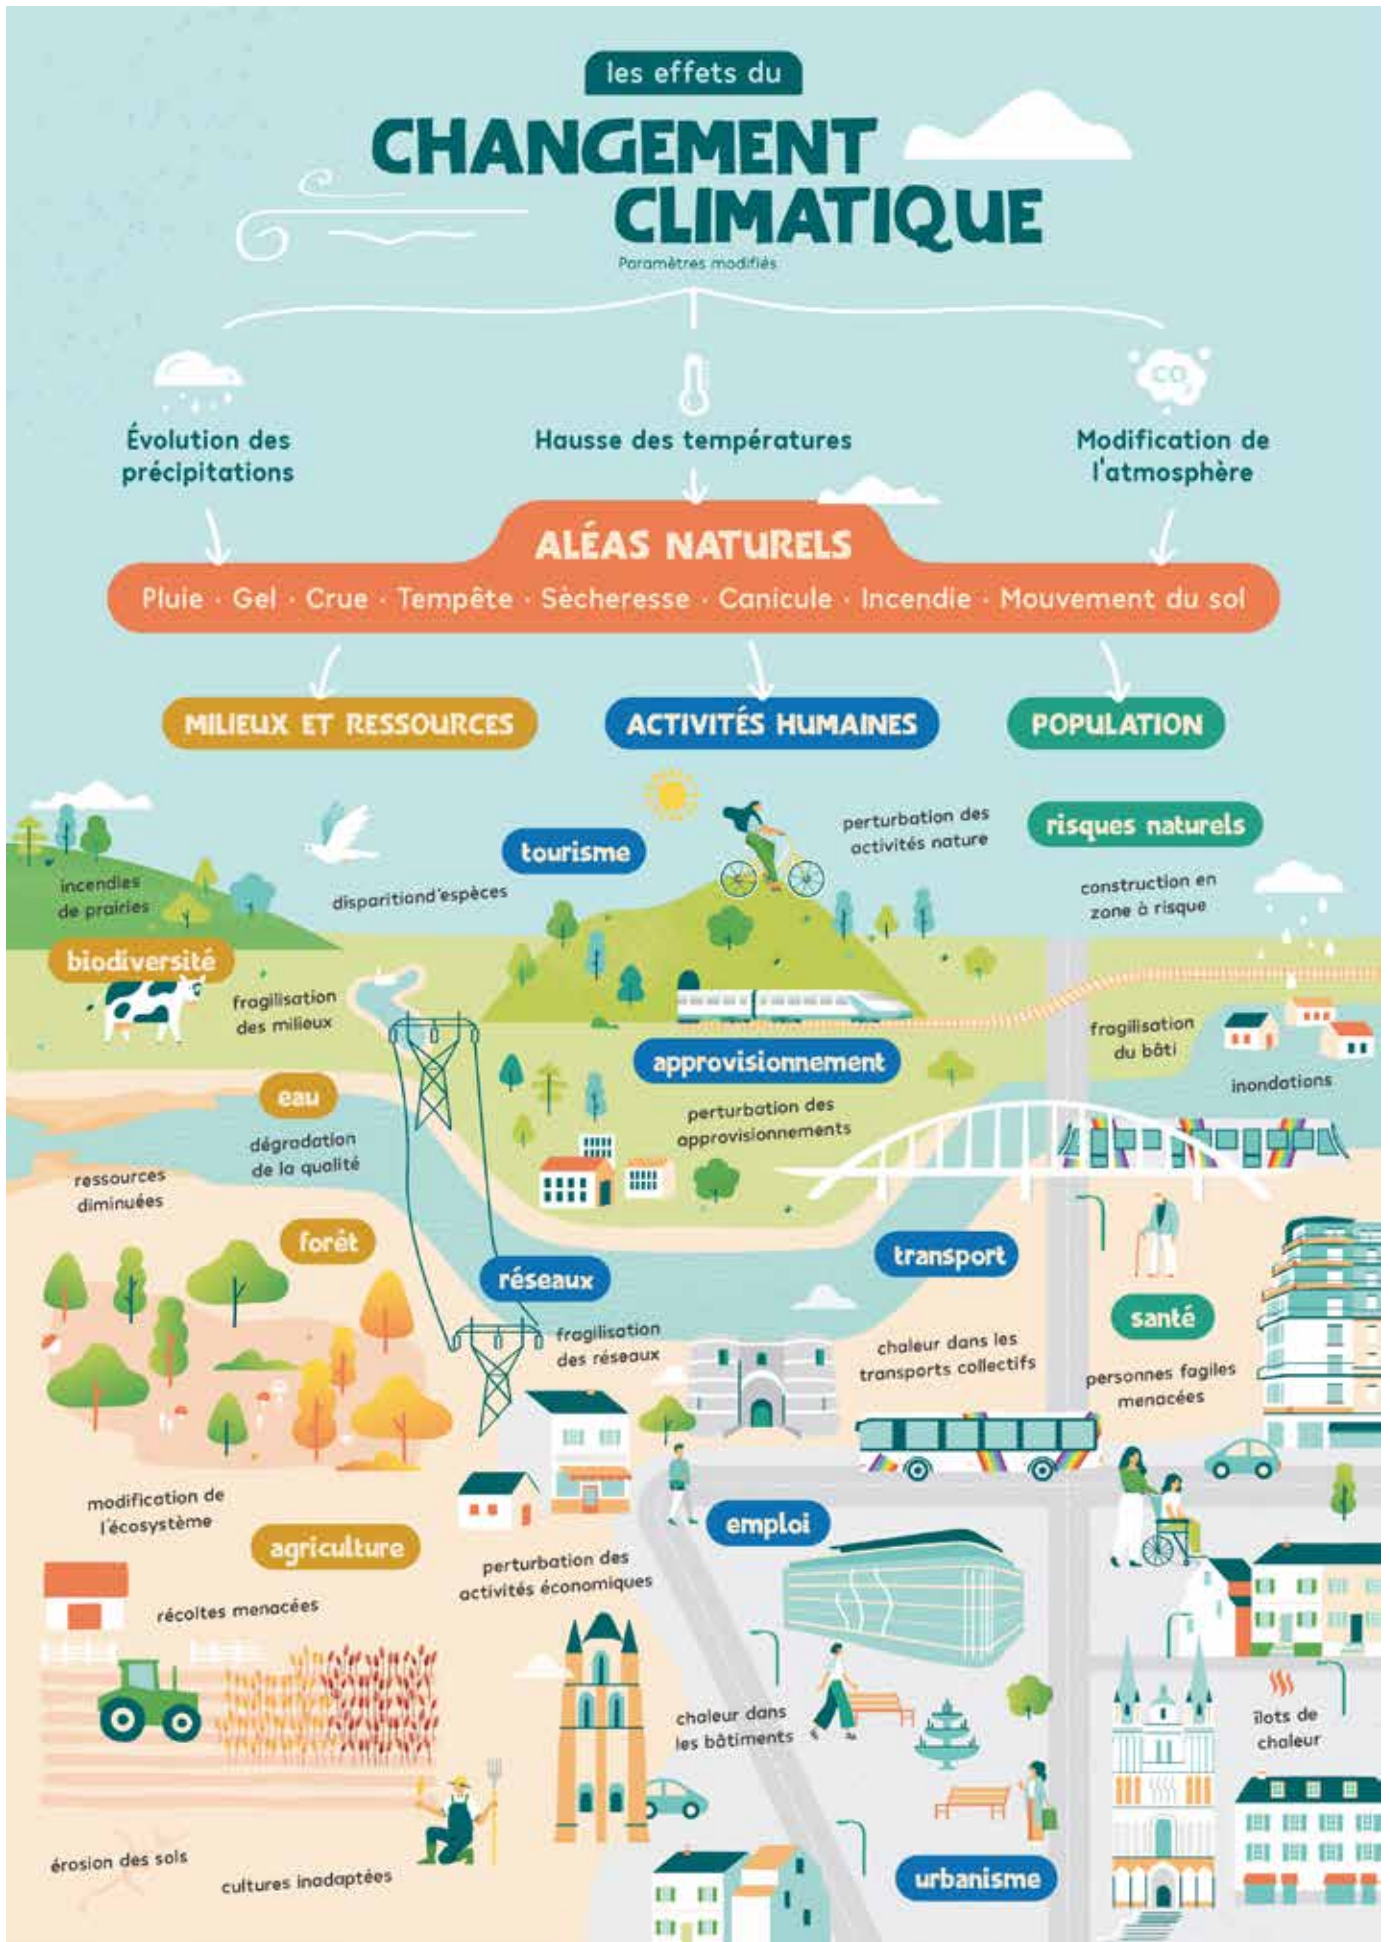 les effets du
CHANGEMENT
CLIMATIQUE
Paramètres modifiés
CO₂
Évolution des
précipitations
Hausse des températures
Modification de
l'atmosphère
ALÉAS NATURELS
Pluie · Gel · Crue · Tempête · Sècheresse · Canicule · Incendie · Mouvement du sol
MILIEUX ET RESSOURCES
ACTIVITÉS HUMAINES
POPULATION
tourisme
perturbation des
activités nature
risques naturels
incendies
de prairies
disparitiond'espèces
construction en
zone à risque
biodiversité
fragilisation
des milieux
approvisionnement
perturbation des
approvisionnements
fragilisation
du bâti
inondations
eau
dégradation
de la qualité
ressources
diminuées
forêt
réseaux
fragilisation
des réseaux
transport
chaleur dans les
transports collectifs
santé
personnes fagiles
menacées
modification de
l'écosystème
agriculture
récoltes menacées
perturbation des
activités économiques
emploi
chaleur dans
les bâtiments
îlots de
chaleur
érosion des sols
cultures inadaptées
urbanisme